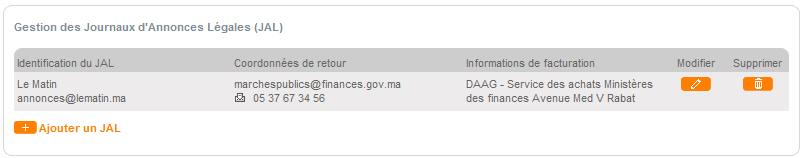 Gestion des Journaux d'Annonces Légales (JAL)
Identification du JAL Coordonnées de retour Informations de facturation Modifier Supprimer
Le Matin marchespublics@finances.gov.ma DAAG - Service des achats Ministères
annonces@lematin.ma 05 37 67 34 56 des finances Avenue Med V Rabat
Ajouter un JAL